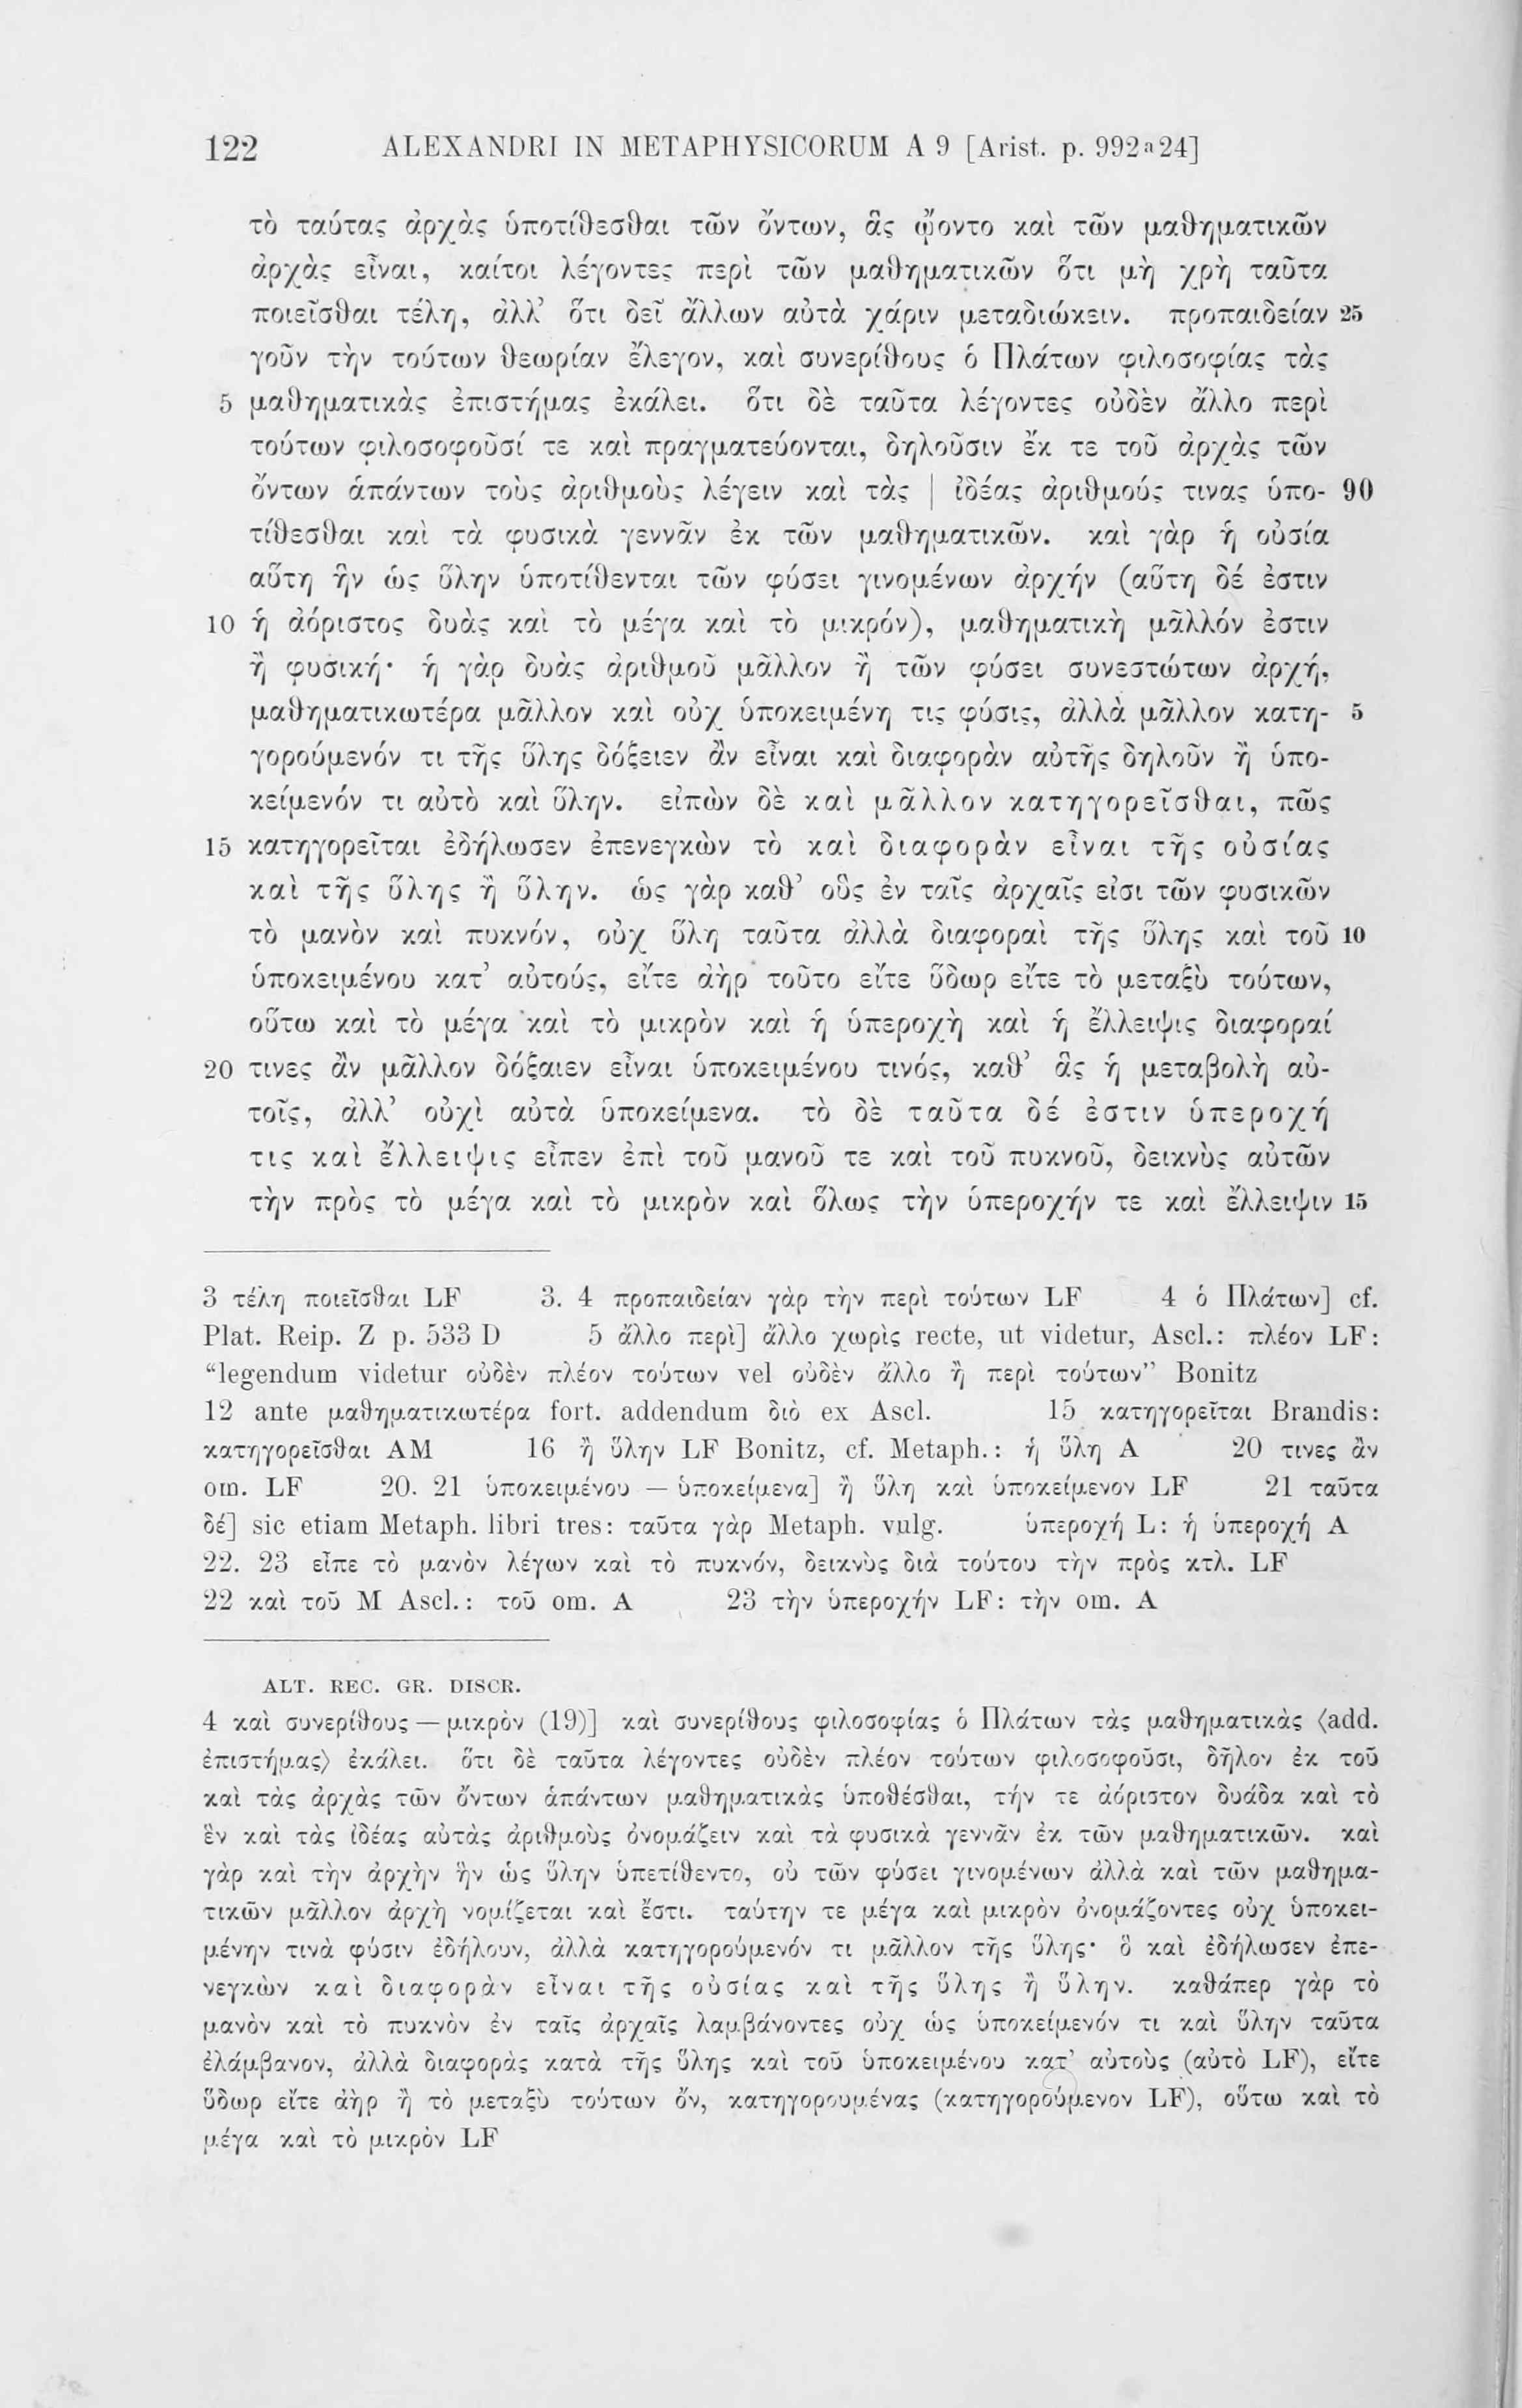 122 ALEXANDRI IN METAPHYSICORUM A 9 [Arist. p. 992ᵃ24]
τὸ ταύτας ἀρχὰς ὑποτίθεσθαι τῶν ὄντων, ἃς ᾤοντο καὶ τῶν μαθηματικῶν
ἀρχὰς εἶναι, καίτοι λέγοντες περὶ τῶν μαθηματικῶν ὅτι μὴ χρὴ ταῦτα
ποιεῖσθαι τέλη, ἀλλ’ ὅτι δεῖ ἄλλων αὐτὰ χάριν μεταδιώκειν. προπαιδείαν 25
γοῦν τὴν τούτων θεωρίαν ἔλεγον, καὶ συνερίθους ὁ Πλάτων φιλοσοφίας τὰς
5 μαθηματικὰς ἐπιστήμας ἐκάλει. ὅτι δὲ ταῦτα λέγοντες οὐδὲν ἄλλο περὶ
τούτων φιλοσοφοῦσί τε καὶ πραγματεύονται, δηλοῦσιν ἔκ τε τοῦ ἀρχὰς τῶν
ὄντων ἁπάντων τοὺς ἀριθμοὺς λέγειν καὶ τὰς | ἰδέας ἀριθμούς τινας ὑπο- 90
τίθεσθαι καὶ τὰ φυσικὰ γεννᾶν ἐκ τῶν μαθηματικῶν. καὶ γὰρ ἡ οὐσία
αὕτη ἣν ὡς ὕλην ὑποτίθενται τῶν φύσει γινομένων ἀρχήν (αὕτη δέ ἐστιν
10 ἡ ἀόριστος δυὰς καὶ τὸ μέγα καὶ τὸ μικρόν), μαθηματικὴ μᾶλλόν ἐστιν
ἢ φυσική· ἡ γὰρ δυὰς ἀριθμοῦ μᾶλλον ἢ τῶν φύσει συνεστώτων ἀρχή,
μαθηματικωτέρα μᾶλλον καὶ οὐχ ὑποκειμένη τις φύσις, ἀλλὰ μᾶλλον κατη- 5
γορούμενόν τι τῆς ὕλης δόξειεν ἂν εἶναι καὶ διαφορὰν αὐτῆς δηλοῦν ἢ ὑπο-
κείμενόν τι αὐτὸ καὶ ὕλην. εἰπὼν δὲ καὶ μᾶλλον κατηγορεῖσθαι, πῶς
15 κατηγορεῖται ἐδήλωσεν ἐπενεγκὼν τὸ καὶ διαφορὰν εἶναι τῆς οὐσίας
καὶ τῆς ὕλης ἢ ὕλην. ὡς γὰρ καθ’ οὓς ἐν ταῖς ἀρχαῖς εἰσι τῶν φυσικῶν
τὸ μανὸν καὶ πυκνόν, οὐχ ὕλη ταῦτα ἀλλὰ διαφοραὶ τῆς ὕλης καὶ τοῦ 10
ὑποκειμένου κατ’ αὐτούς, εἴτε ἀὴρ τοῦτο εἴτε ὕδωρ εἴτε τὸ μεταξὺ τούτων,
οὕτω καὶ τὸ μέγα καὶ τὸ μικρὸν καὶ ἡ ὑπεροχὴ καὶ ἡ ἔλλειψις διαφοραί
20 τινες ἂν μᾶλλον δόξαιεν εἶναι ὑποκειμένου τινός, καθ’ ἃς ἡ μεταβολὴ αὐ-
τοῖς, ἀλλ’ οὐχὶ αὐτὰ ὑποκείμενα. τὸ δὲ ταῦτα δέ ἐστιν ὑπεροχή
τις καὶ ἔλλειψις εἶπεν ἐπὶ τοῦ μανοῦ τε καὶ τοῦ πυκνοῦ, δεικνὺς αὐτῶν
τὴν πρὸς τὸ μέγα καὶ τὸ μικρὸν καὶ ὅλως τὴν ὑπεροχήν τε καὶ ἔλλειψιν 15
3 τέλη ποιεῖσθαι LF 3. 4 προπαιδείαν γὰρ τὴν περὶ τούτων LF 4 ὁ Πλάτων] cf.
Plat. Reip. Z p. 533 D 5 ἄλλο περὶ] ἄλλο χωρὶς recte, ut videtur, Ascl.: πλέον LF:
“legendum videtur οὐδὲν πλέον τούτων vel οὐδὲν ἄλλο ἢ περὶ τούτων” Bonitz
12 ante μαθηματικωτέρα fort. addendum διὸ ex Ascl. 15 κατηγορεῖται Brandis:
κατηγορεῖσθαι AM 16 ἢ ὕλην LF Bonitz, cf. Metaph.: ἡ ὕλη A 20 τινες ἂν
om. LF 20. 21 ὑποκειμένου — ὑποκείμενα] ἢ ὕλη καὶ ὑποκείμενον LF 21 ταῦτα
δέ] sic etiam Metaph. libri tres: ταῦτα γὰρ Metaph. vulg. ὑπεροχή L: ἡ ὑπεροχή A
22. 23 εἶπε τὸ μανὸν λέγων καὶ τὸ πυκνόν, δεικνὺς διὰ τούτου τὴν πρὸς κτλ. LF
22 καὶ τοῦ M Ascl.: τοῦ om. A 23 τὴν ὑπεροχήν LF: τὴν om. A
ALT. REC. GR. DISCR.
4 καὶ συνερίθους — μικρὸν (19)] καὶ συνερίθους φιλοσοφίας ὁ Πλάτων τὰς μαθηματικὰς ⟨add.
ἐπιστήμας⟩ ἐκάλει. ὅτι δὲ ταῦτα λέγοντες οὐδὲν πλέον τούτων φιλοσοφοῦσι, δῆλον ἐκ τοῦ
καὶ τὰς ἀρχὰς τῶν ὄντων ἁπάντων μαθηματικὰς ὑποθέσθαι, τήν τε ἀόριστον δυάδα καὶ τὸ
ἓν καὶ τὰς ἰδέας αὐτὰς ἀριθμοὺς ὀνομάζειν καὶ τὰ φυσικὰ γεννᾶν ἐκ τῶν μαθηματικῶν. καὶ
γὰρ καὶ τὴν ἀρχὴν ἣν ὡς ὕλην ὑπετίθεντο, οὐ τῶν φύσει γινομένων ἀλλὰ καὶ τῶν μαθημα-
τικῶν μᾶλλον ἀρχὴ νομίζεται καὶ ἔστι. ταύτην τε μέγα καὶ μικρὸν ὀνομάζοντες οὐχ ὑποκει-
μένην τινὰ φύσιν ἐδήλουν, ἀλλὰ κατηγορούμενόν τι μᾶλλον τῆς ὕλης· ὃ καὶ ἐδήλωσεν ἐπε-
νεγκὼν καὶ διαφορὰν εἶναι τῆς οὐσίας καὶ τῆς ὕλης ἢ ὕλην. καθάπερ γὰρ τὸ
μανὸν καὶ τὸ πυκνὸν ἐν ταῖς ἀρχαῖς λαμβάνοντες οὐχ ὡς ὑποκείμενόν τι καὶ ὕλην ταῦτα
ἐλάμβανον, ἀλλὰ διαφορὰς κατὰ τῆς ὕλης καὶ τοῦ ὑποκειμένου κατ’ αὐτοὺς (αὐτὸ LF), εἴτε
ὕδωρ εἴτε ἀὴρ ἢ τὸ μεταξὺ τούτων ὄν, κατηγορουμένας (κατηγορούμενον LF), οὕτω καὶ τὸ
μέγα καὶ τὸ μικρὸν LF